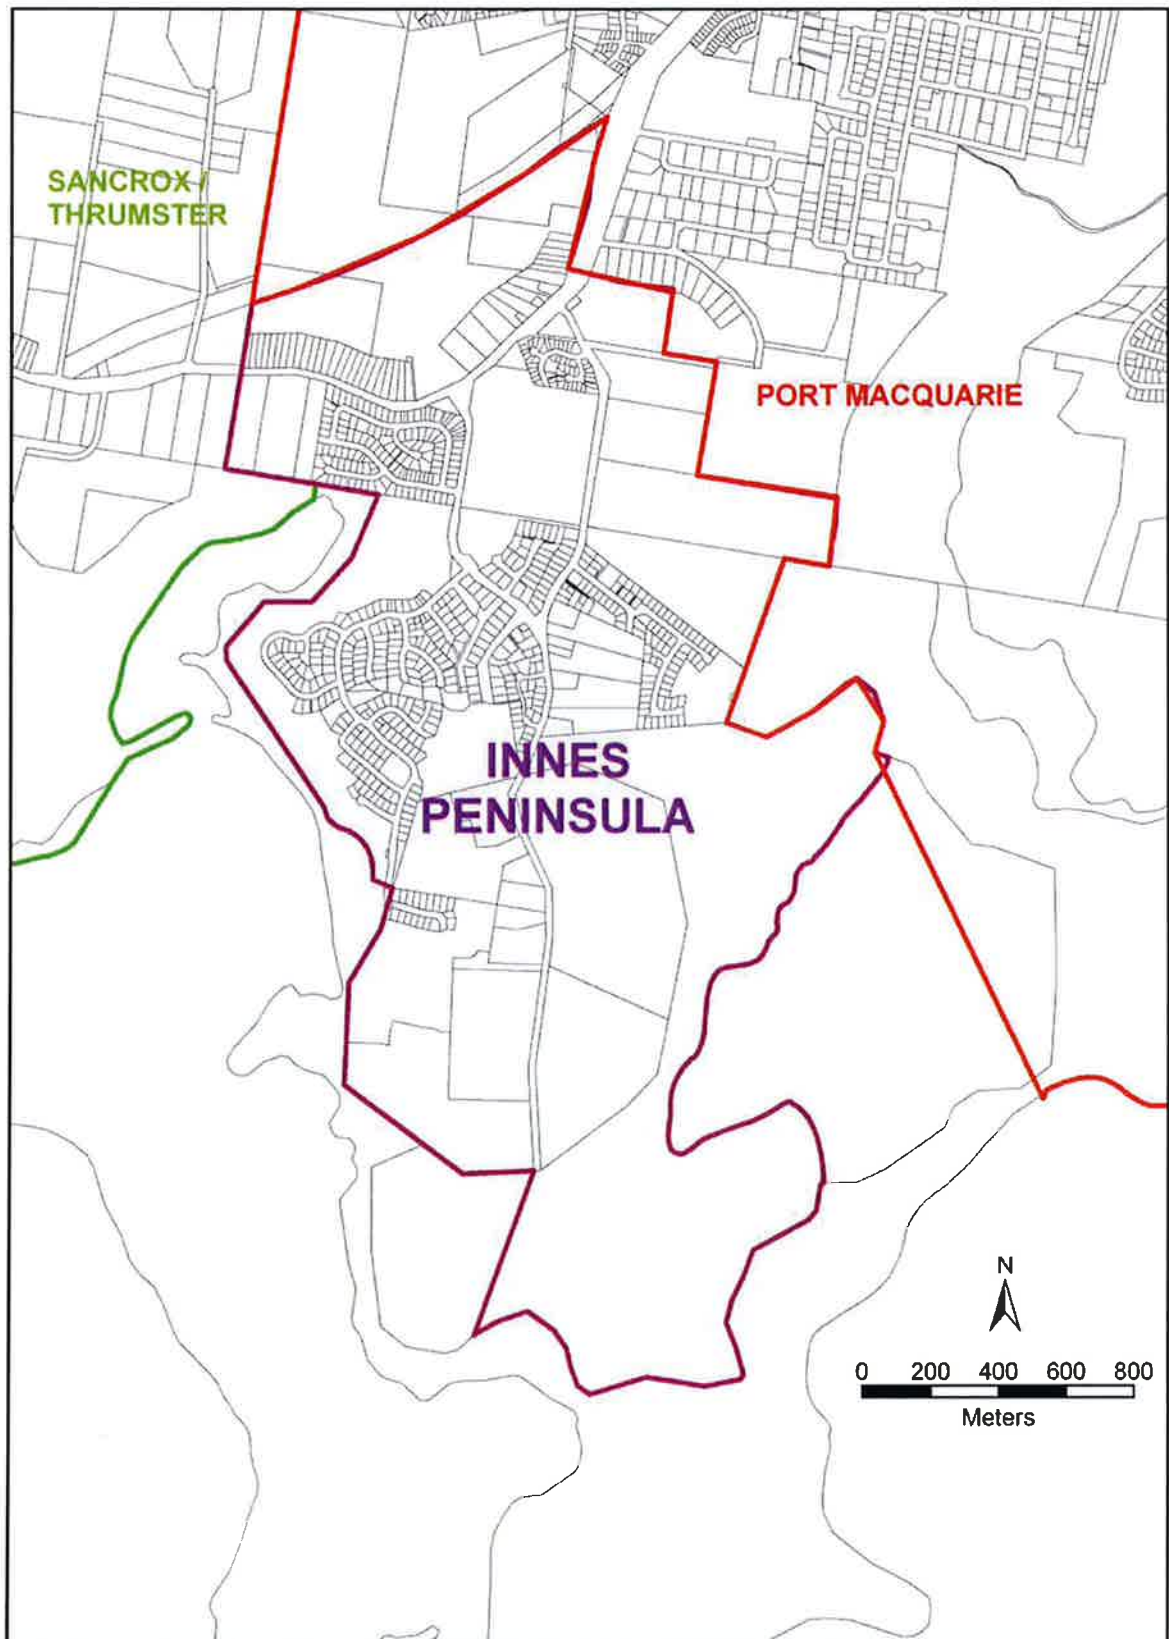 SANCROX /
THRUMSTER
PORT MACQUARIE
INNES
PENINSULA
N
0 200 400 600 800
Meters